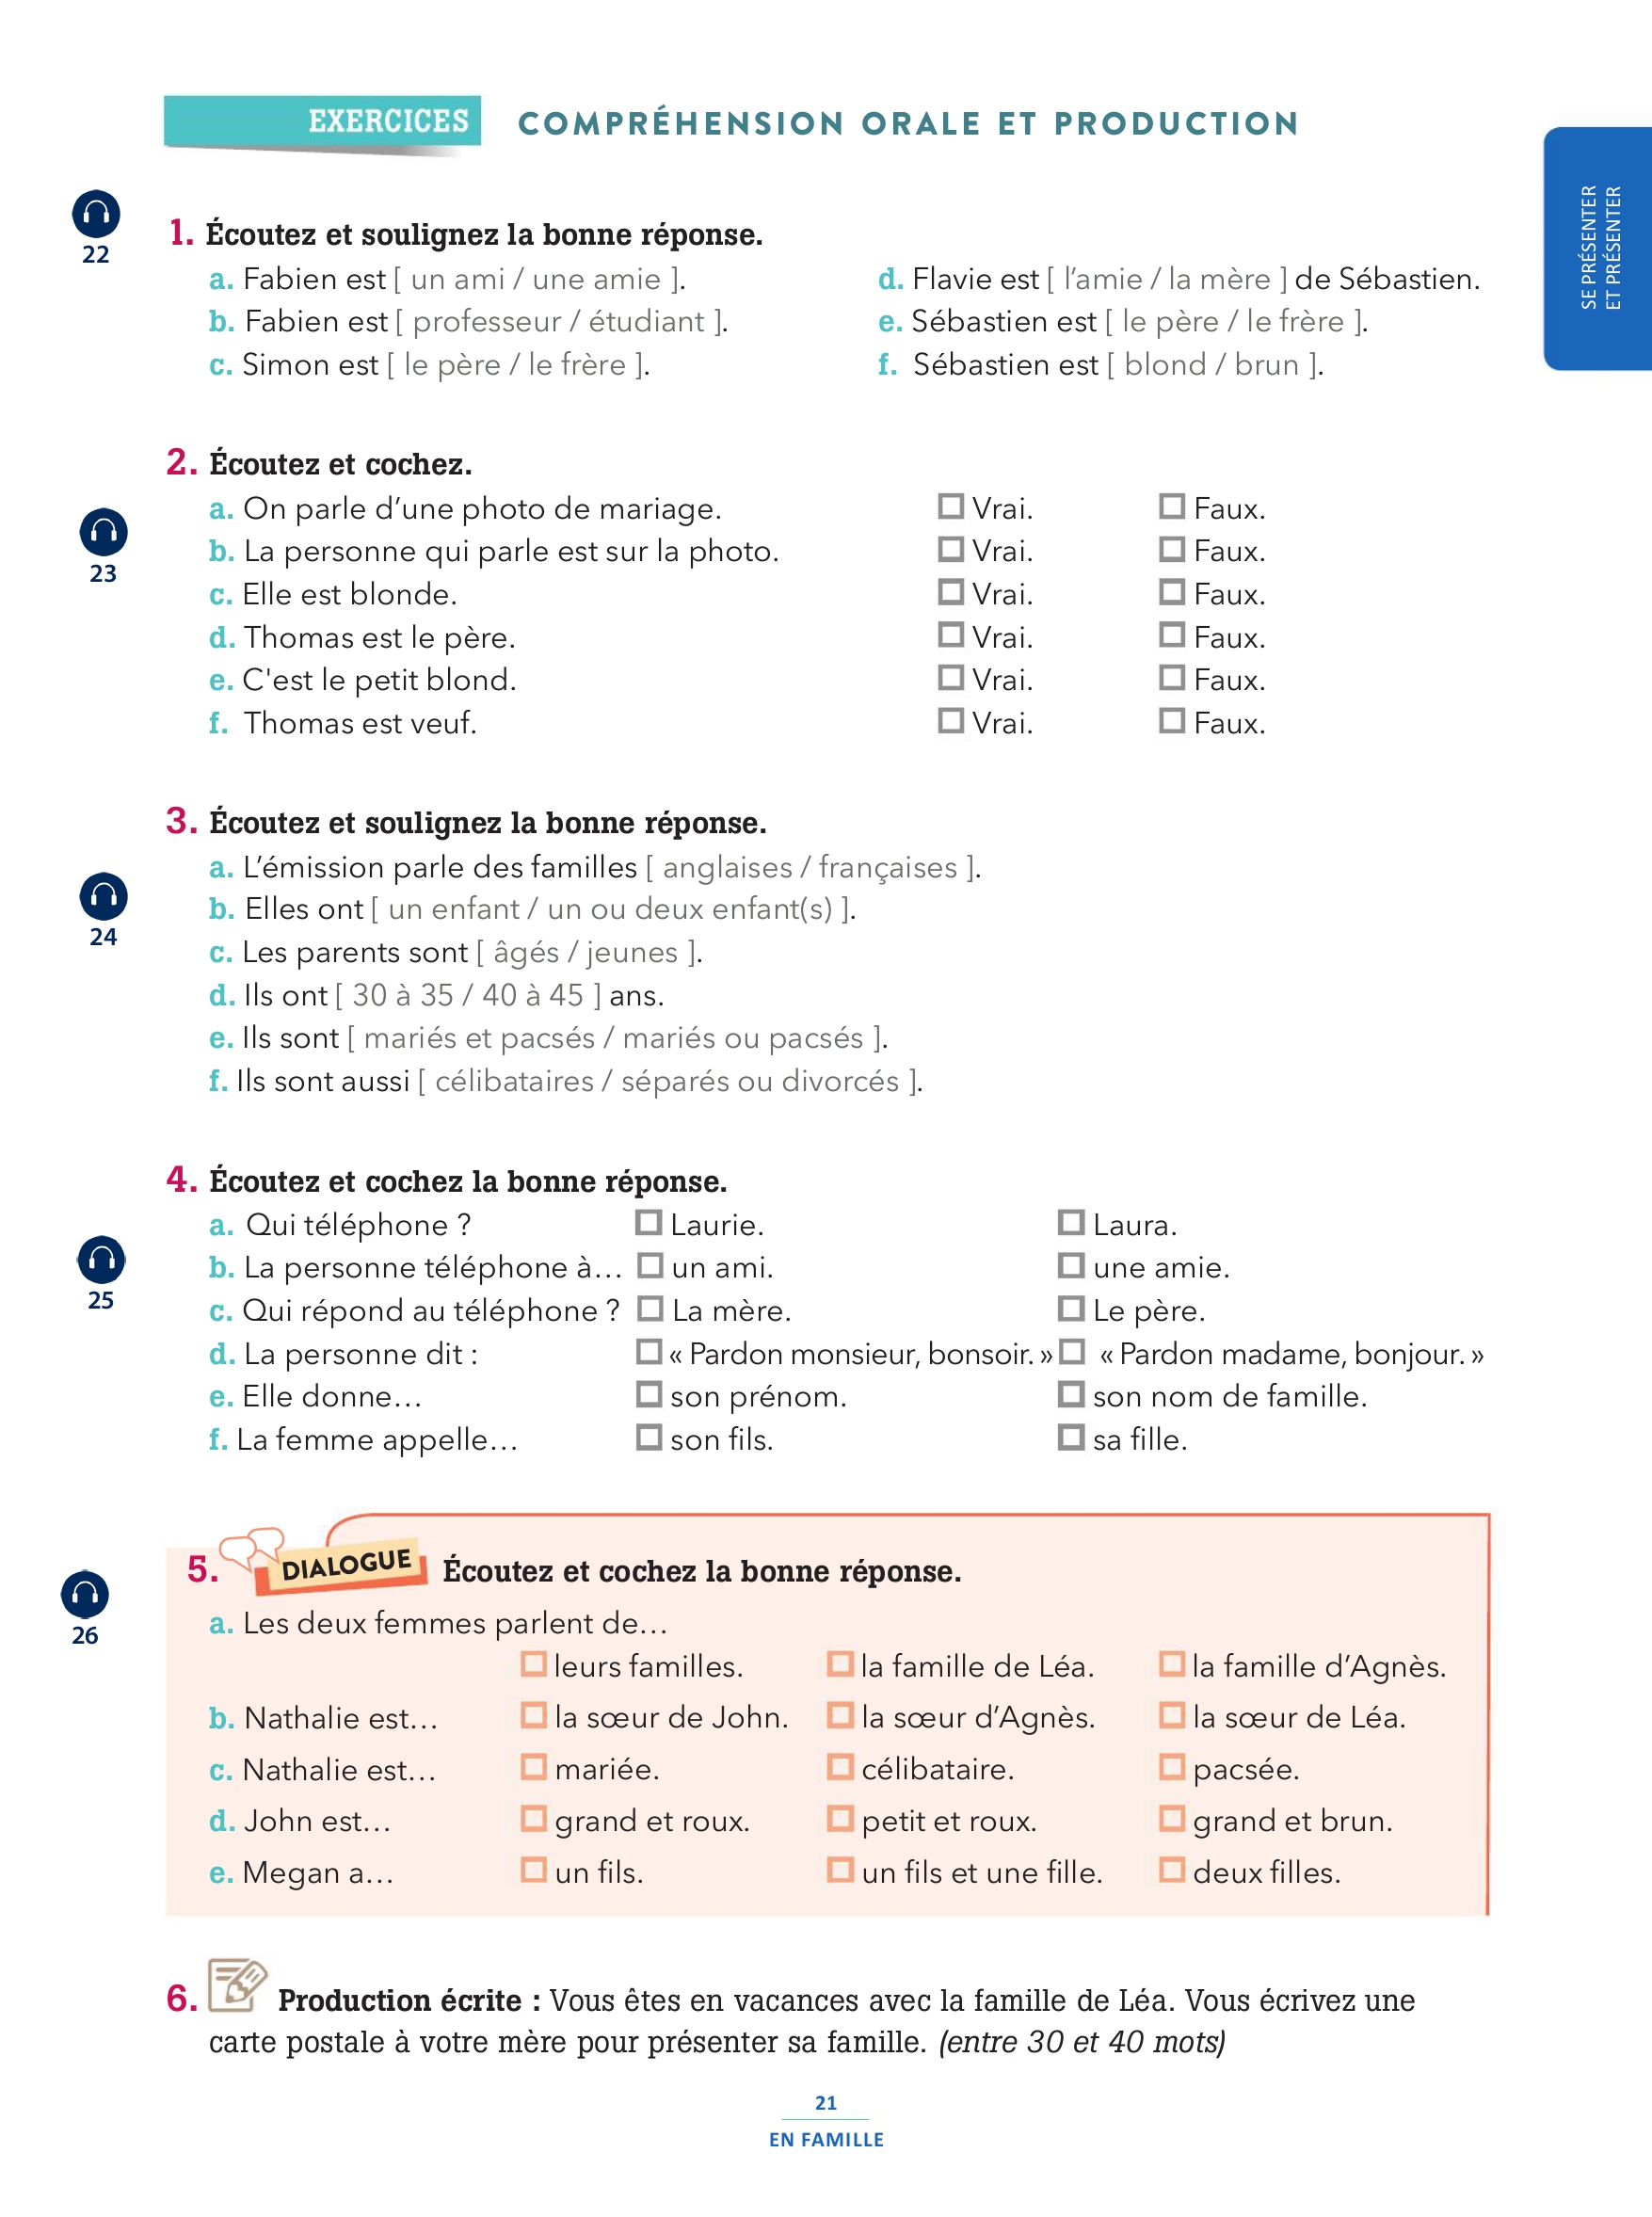 EXERCICES COMPRÉHENSION ORALE ET PRODUCTION
SE PRÉSENTER
ET PRÉSENTER
22
1. Écoutez et soulignez la bonne réponse.
a. Fabien est [ un ami / une amie ].
b. Fabien est [ professeur / étudiant ].
c. Simon est [ le père / le frère ].
d. Flavie est [ l’amie / la mère ] de Sébastien.
e. Sébastien est [ le père / le frère ].
f. Sébastien est [ blond / brun ].
23
2. Écoutez et cochez.
a. On parle d’une photo de mariage. ☐ Vrai. ☐ Faux.
b. La personne qui parle est sur la photo. ☐ Vrai. ☐ Faux.
c. Elle est blonde. ☐ Vrai. ☐ Faux.
d. Thomas est le père. ☐ Vrai. ☐ Faux.
e. C'est le petit blond. ☐ Vrai. ☐ Faux.
f. Thomas est veuf. ☐ Vrai. ☐ Faux.
24
3. Écoutez et soulignez la bonne réponse.
a. L’émission parle des familles [ anglaises / françaises ].
b. Elles ont [ un enfant / un ou deux enfant(s) ].
c. Les parents sont [ âgés / jeunes ].
d. Ils ont [ 30 à 35 / 40 à 45 ] ans.
e. Ils sont [ mariés et pacsés / mariés ou pacsés ].
f. Ils sont aussi [ célibataires / séparés ou divorcés ].
25
4. Écoutez et cochez la bonne réponse.
a. Qui téléphone ? ☐ Laurie. ☐ Laura.
b. La personne téléphone à… ☐ un ami. ☐ une amie.
c. Qui répond au téléphone ? ☐ La mère. ☐ Le père.
d. La personne dit : ☐ « Pardon monsieur, bonsoir. » ☐ « Pardon madame, bonjour. »
e. Elle donne… ☐ son prénom. ☐ son nom de famille.
f. La femme appelle… ☐ son fils. ☐ sa fille.
26
5. DIALOGUE Écoutez et cochez la bonne réponse.
a. Les deux femmes parlent de…
☐ leurs familles. ☐ la famille de Léa. ☐ la famille d’Agnès.
b. Nathalie est… ☐ la sœur de John. ☐ la sœur d’Agnès. ☐ la sœur de Léa.
c. Nathalie est… ☐ mariée. ☐ célibataire. ☐ pacsée.
d. John est… ☐ grand et roux. ☐ petit et roux. ☐ grand et brun.
e. Megan a… ☐ un fils. ☐ un fils et une fille. ☐ deux filles.
6. Production écrite : Vous êtes en vacances avec la famille de Léa. Vous écrivez une
carte postale à votre mère pour présenter sa famille. (entre 30 et 40 mots)
21
EN FAMILLE